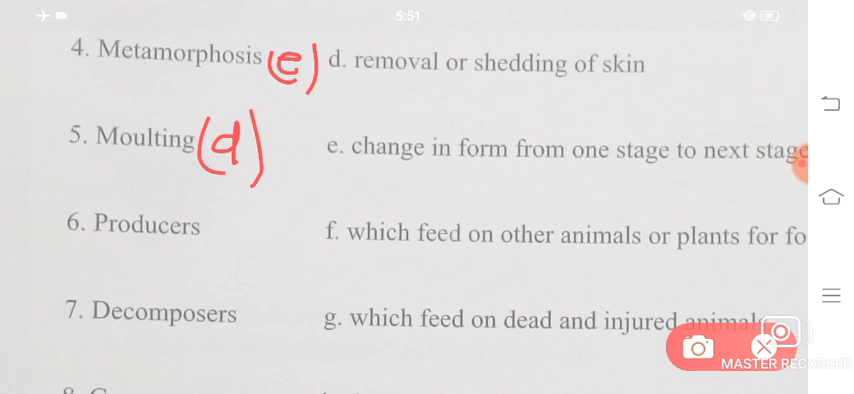 5:51
4. Metamorphosis (e) d. removal or shedding of skin
5. Moulting (d) e. change in form from one stage to next stage
6. Producers f. which feed on other animals or plants for fo
7. Decomposers g. which feed on dead and injured animal
MASTER RECORDER